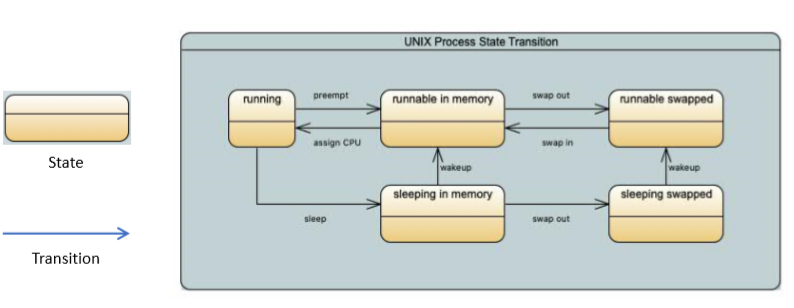 UNIX Process State Transition
running
preempt
runnable in memory
swap out
runnable swapped
assign CPU
swap in
State
wakeup
wakeup
sleeping in memory
sleeping swapped
sleep
swap out
Transition